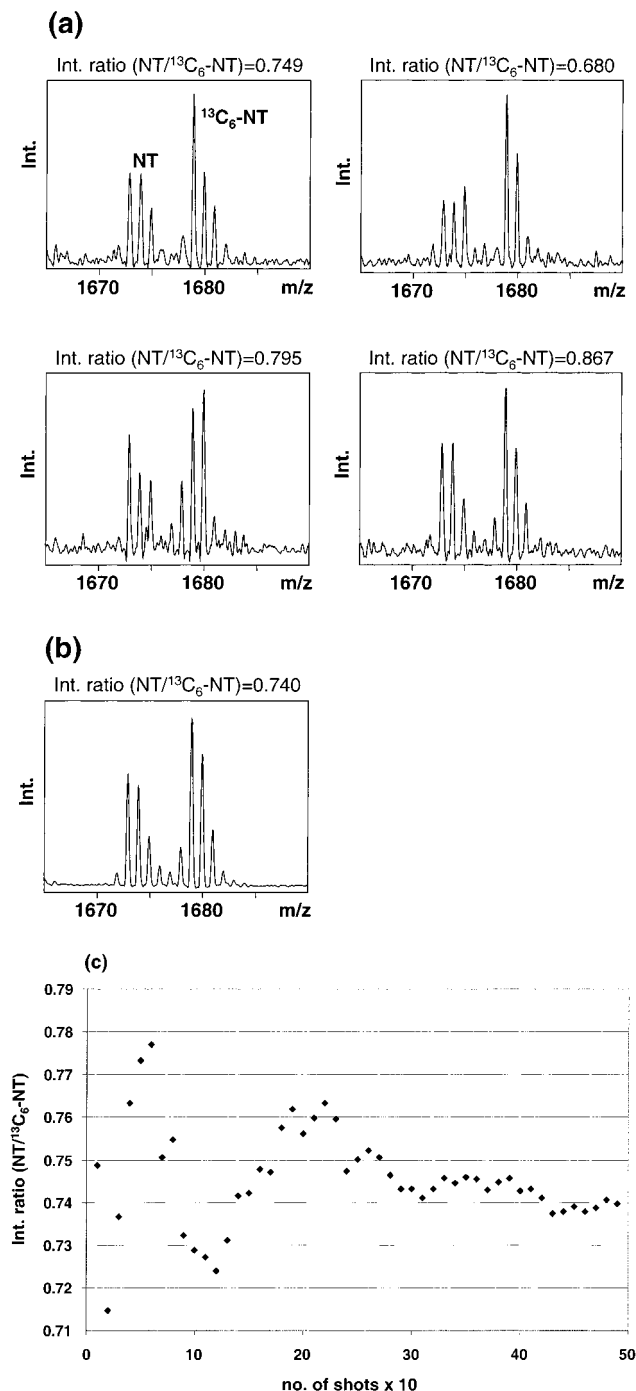 (a)
Int. ratio (NT/¹³C₆-NT)=0.749
Int.
NT
¹³C₆-NT
1670 1680 m/z
Int. ratio (NT/¹³C₆-NT)=0.680
1670 1680 m/z
Int. ratio (NT/¹³C₆-NT)=0.795
Int.
1670 1680 m/z
Int. ratio (NT/¹³C₆-NT)=0.867
Int.
1670 1680 m/z
(b)
Int. ratio (NT/¹³C₆-NT)=0.740
Int.
1670 1680 m/z
(c)
Int. ratio (NT/¹³C₆-NT)
0.79
0.78
0.77
0.76
0.75
0.74
0.73
0.72
0.71
0 10 20 30 40 50
no. of shots x 10